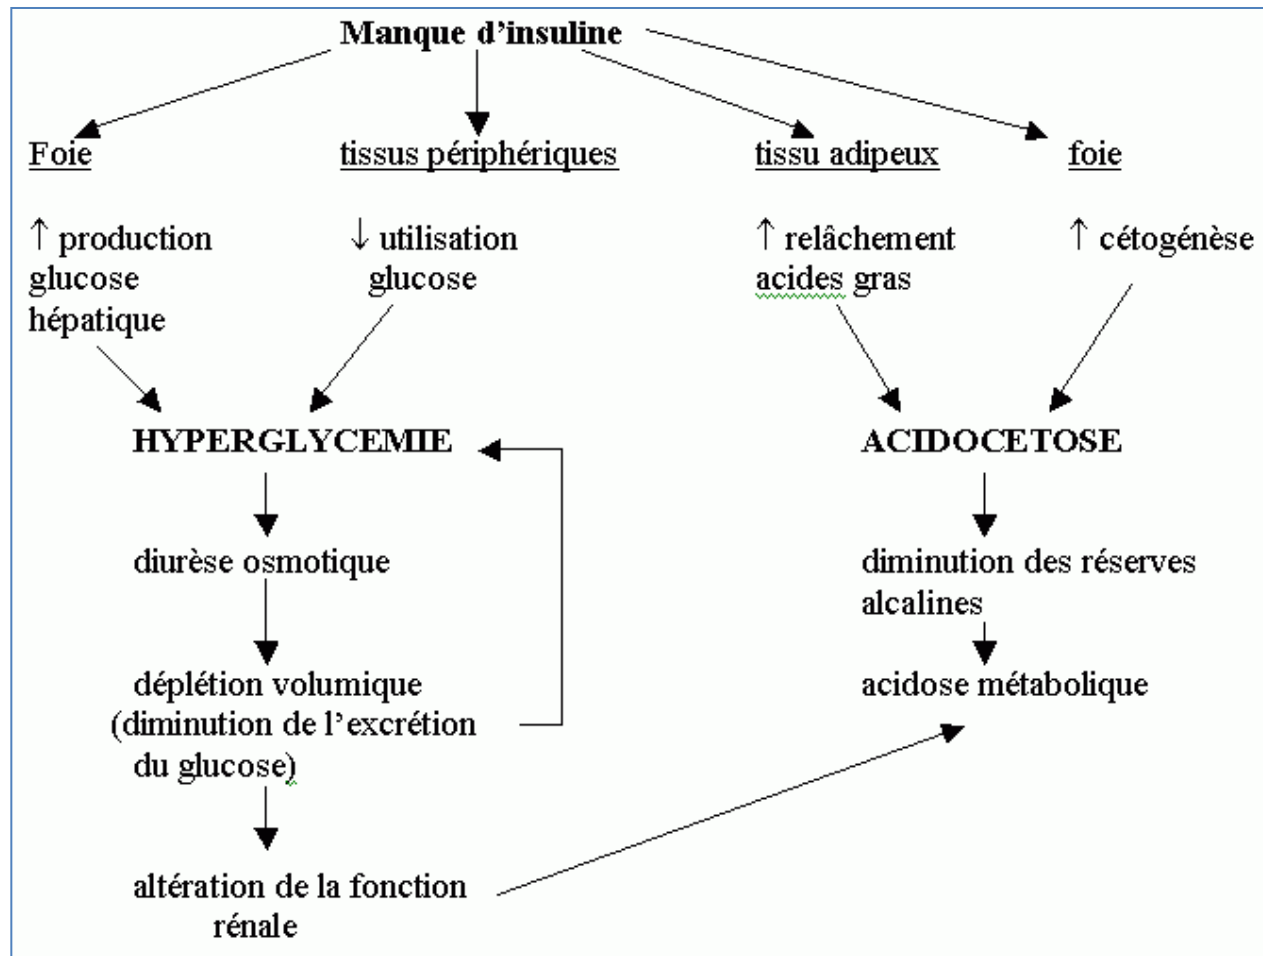 Manque d’insuline
Foie
tissus périphériques
tissu adipeux
foie
↑ production
glucose
hépatique
↓ utilisation
glucose
↑ relâchement
acides gras
↑ cétogénèse
HYPERGLYCEMIE
ACIDOCETOSE
diurèse osmotique
diminution des réserves
alcalines
déplétion volumique
(diminution de l’excrétion
du glucose)
acidose métabolique
altération de la fonction
rénale